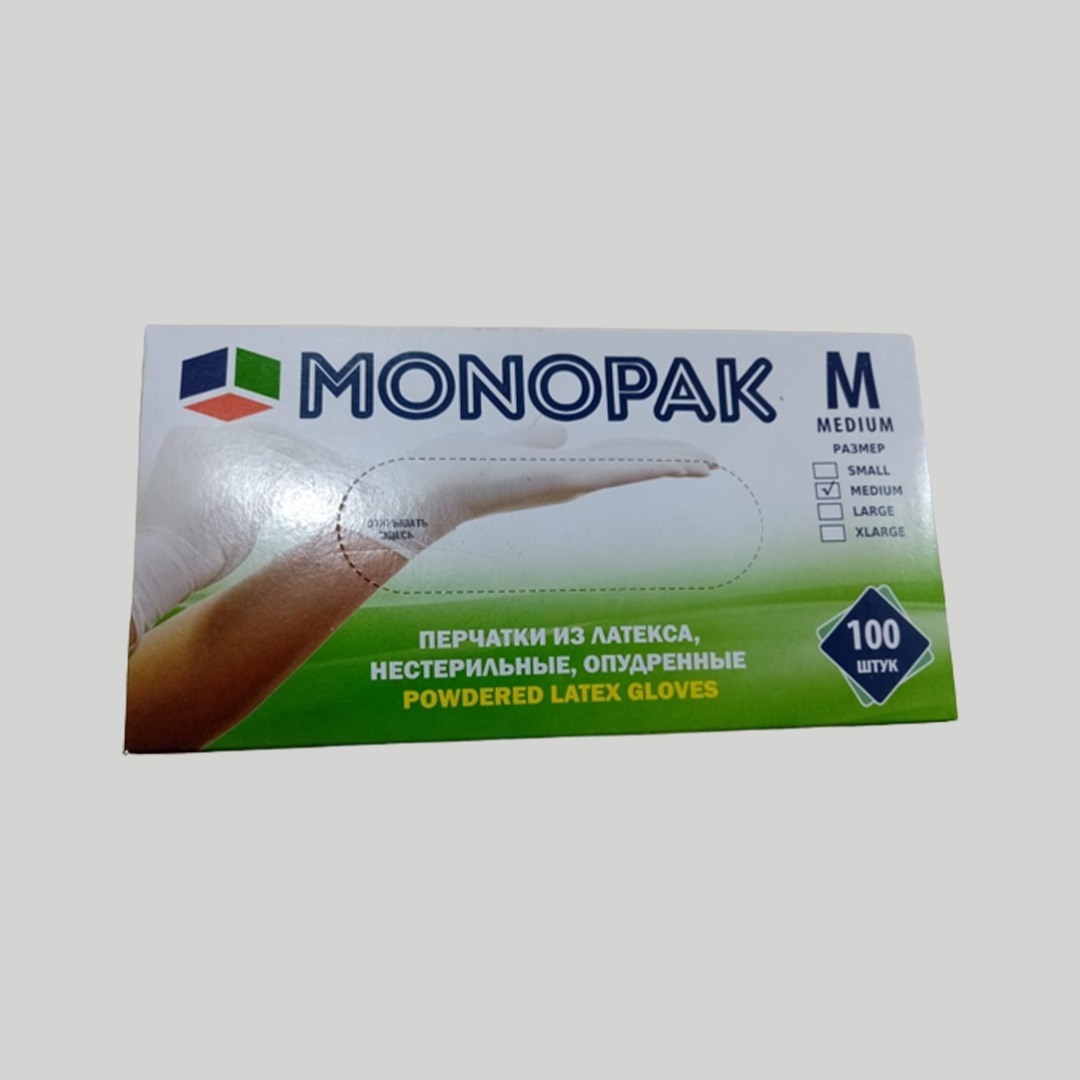 MONOPAK
M
MEDIUM
РАЗМЕР
SMALL
MEDIUM
LARGE
XLARGE
ОТКРЫВАТЬ
ЗДЕСЬ
ПЕРЧАТКИ ИЗ ЛАТЕКСА,
НЕСТЕРИЛЬНЫЕ, ОПУДРЕННЫЕ
POWDERED LATEX GLOVES
100
ШТУК